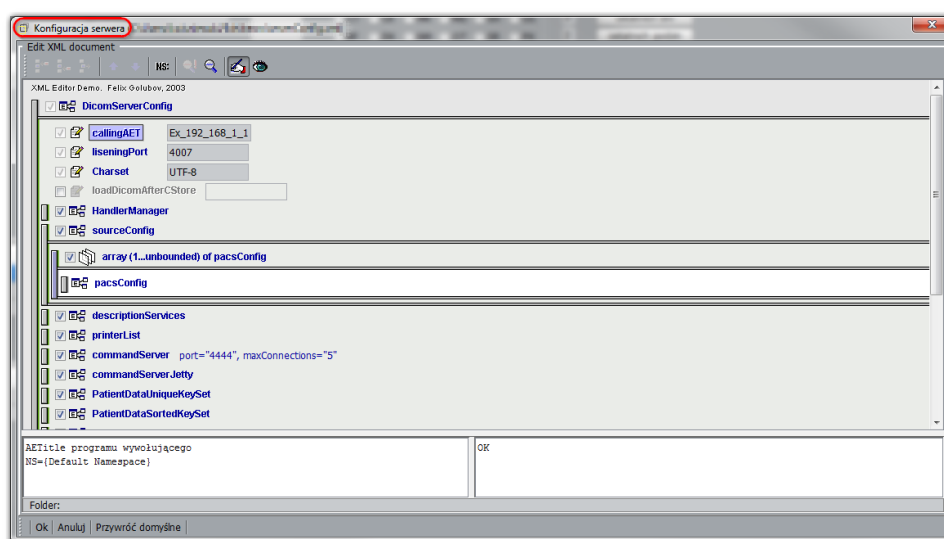 Konfiguracja serwera
Edit XML document
NS:
XML Editor Demo. Felix Golubov, 2003
DicomServerConfig
callingAET Ex_192_168_1_1
liseningPort 4007
Charset UTF-8
loadDicomAfterCStore
HandlerManager
sourceConfig
array (1...unbounded) of pacsConfig
pacsConfig
descriptionServices
printerList
commandServer port="4444", maxConnections="5"
commandServerJetty
PatientDataUniqueKeySet
PatientDataSortedKeySet
AETitle programu wywołującego
NS={Default Namespace}
OK
Folder:
Ok Anuluj Przywróć domyślne